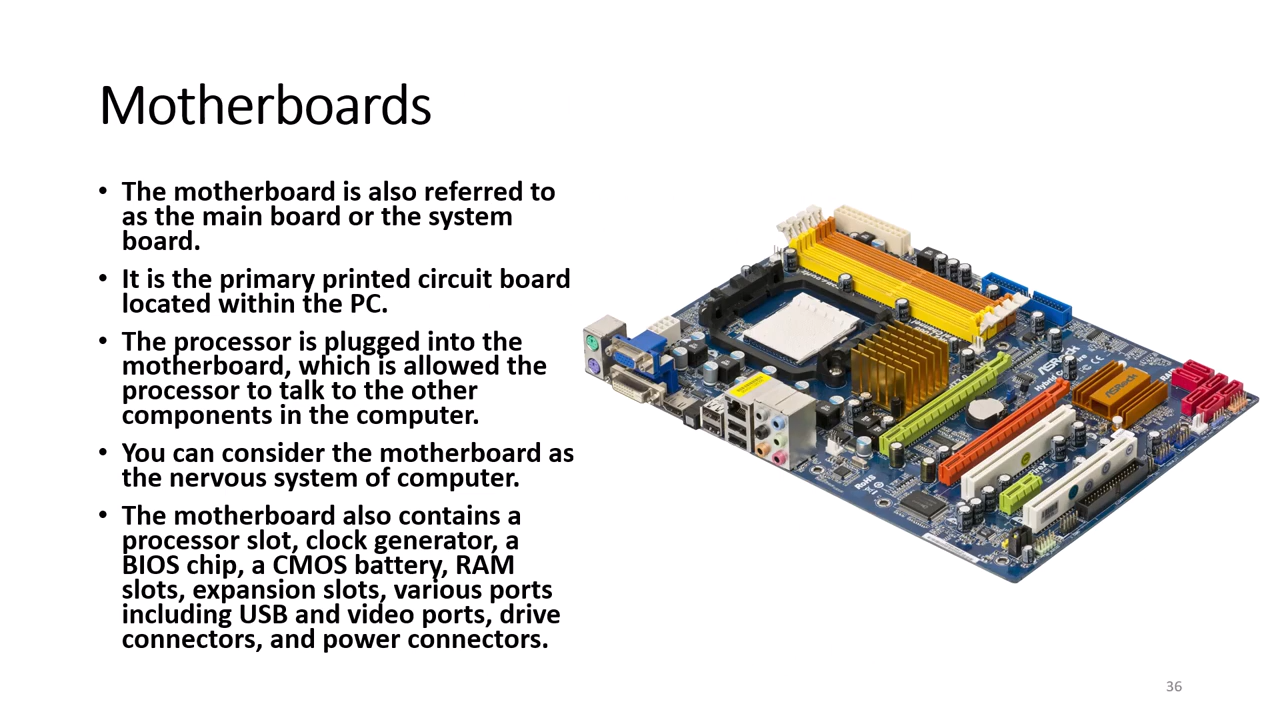 Motherboards
• The motherboard is also referred to
as the main board or the system
board.
• It is the primary printed circuit board
located within the PC.
• The processor is plugged into the
motherboard, which is allowed the
processor to talk to the other
components in the computer.
• You can consider the motherboard as
the nervous system of computer.
• The motherboard also contains a
processor slot, clock generator, a
BIOS chip, a CMOS battery, RAM
slots, expansion slots, various ports
including USB and video ports, drive
connectors, and power connectors.
ASRock
ASRock
RoHS
36